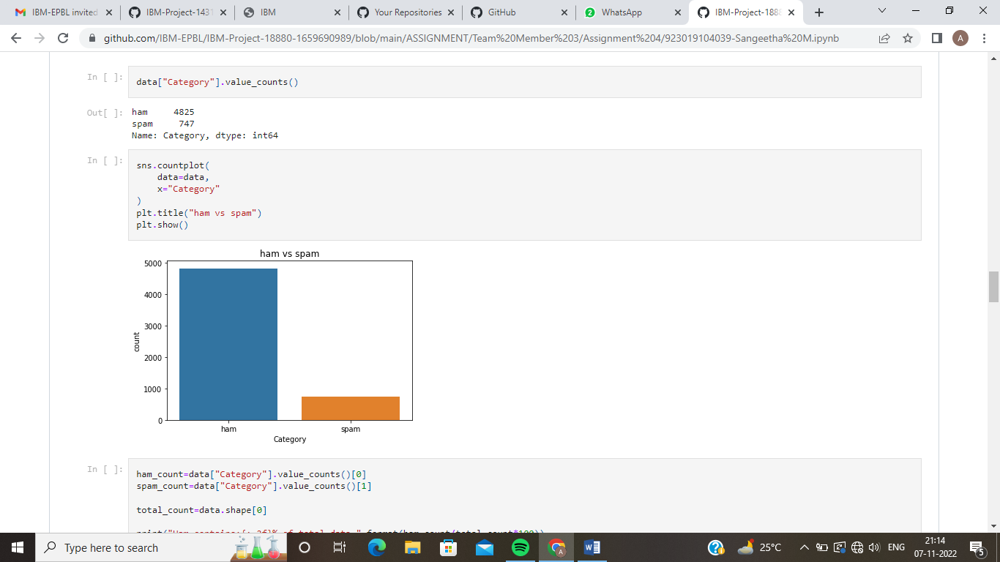 IBM-EPBL invited
IBM-Project-1431
IBM
Your Repositories
GitHub
2 WhatsApp
IBM-Project-1888
github.com/IBM-EPBL/IBM-Project-18880-1659690989/blob/main/ASSIGNMENT/Team%20Member%203/Assignment%204/923019104039-Sangeetha%20M.ipynb
A
In [ ]:
data["Category"].value_counts()
Out[ ]:
ham     4825
spam     747
Name: Category, dtype: int64
In [ ]:
sns.countplot(
    data=data,
    x="Category"
)
plt.title("ham vs spam")
plt.show()
ham vs spam
5000
4000
3000
2000
1000
0
count
ham
spam
Category
In [ ]:
ham_count=data["Category"].value_counts()[0]
spam_count=data["Category"].value_counts()[1]
total_count=data.shape[0]
Type here to search
A
W
25°C
ENG
21:14
07-11-2022
5